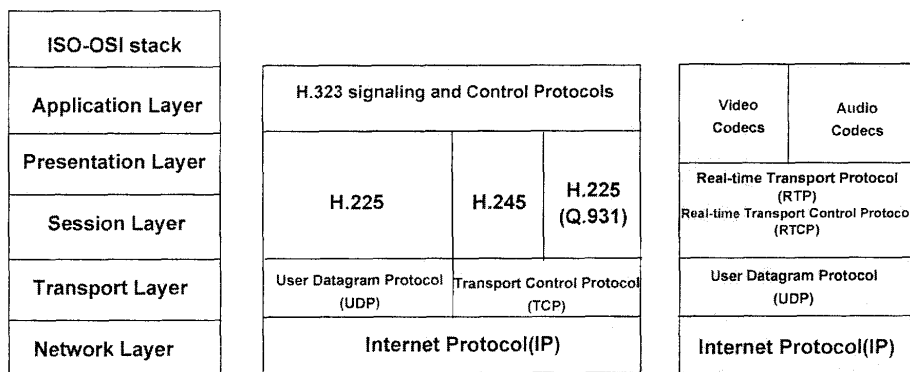 ISO-OSI stack
Application Layer
Presentation Layer
Session Layer
Transport Layer
Network Layer
H.323 signaling and Control Protocols
H.225
H.245
H.225
(Q.931)
User Datagram Protocol
(UDP)
Transport Control Protocol
(TCP)
Internet Protocol(IP)
Video
Codecs
Audio
Codecs
Real-time Transport Protocol
(RTP)
Real-time Transport Control Protoco
(RTCP)
User Datagram Protocol
(UDP)
Internet Protocol(IP)